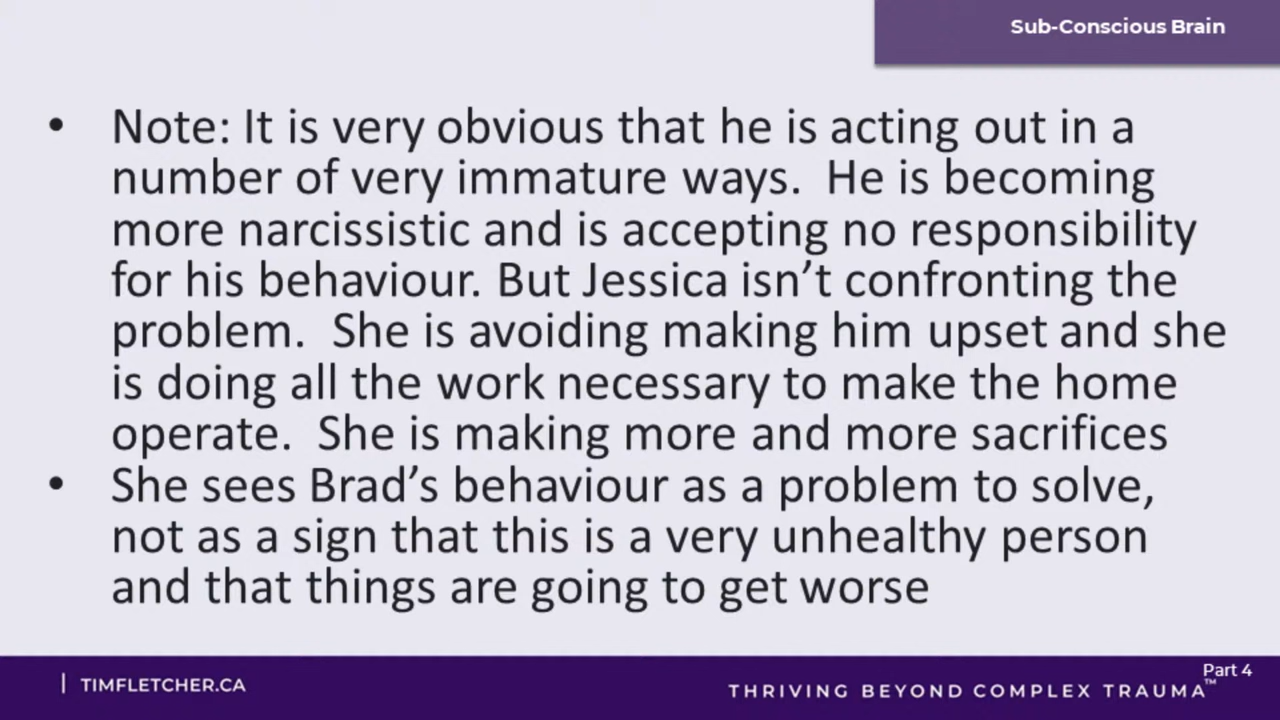 Sub-Conscious Brain
• Note: It is very obvious that he is acting out in a
number of very immature ways.  He is becoming
more narcissistic and is accepting no responsibility
for his behaviour. But Jessica isn’t confronting the
problem.  She is avoiding making him upset and she
is doing all the work necessary to make the home
operate.  She is making more and more sacrifices
• She sees Brad’s behaviour as a problem to solve,
not as a sign that this is a very unhealthy person
and that things are going to get worse
| TIMFLETCHER.CA
Part 4
THRIVING BEYOND COMPLEX TRAUMA™